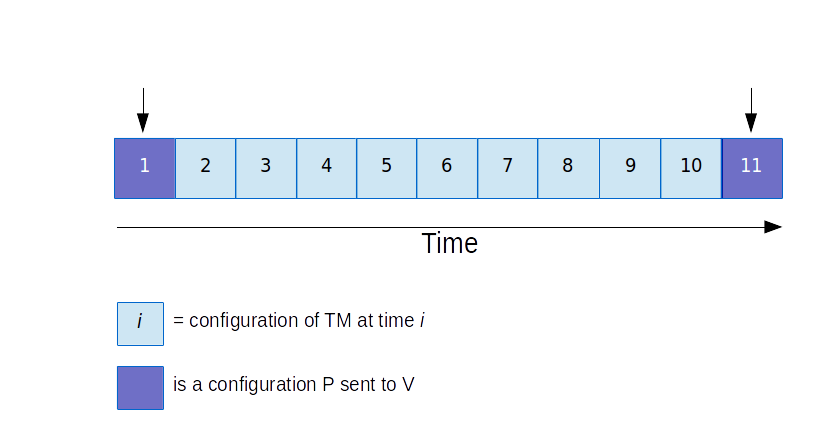 1 2 3 4 5 6 7 8 9 10 11
Time
i = configuration of TM at time i
is a configuration P sent to V